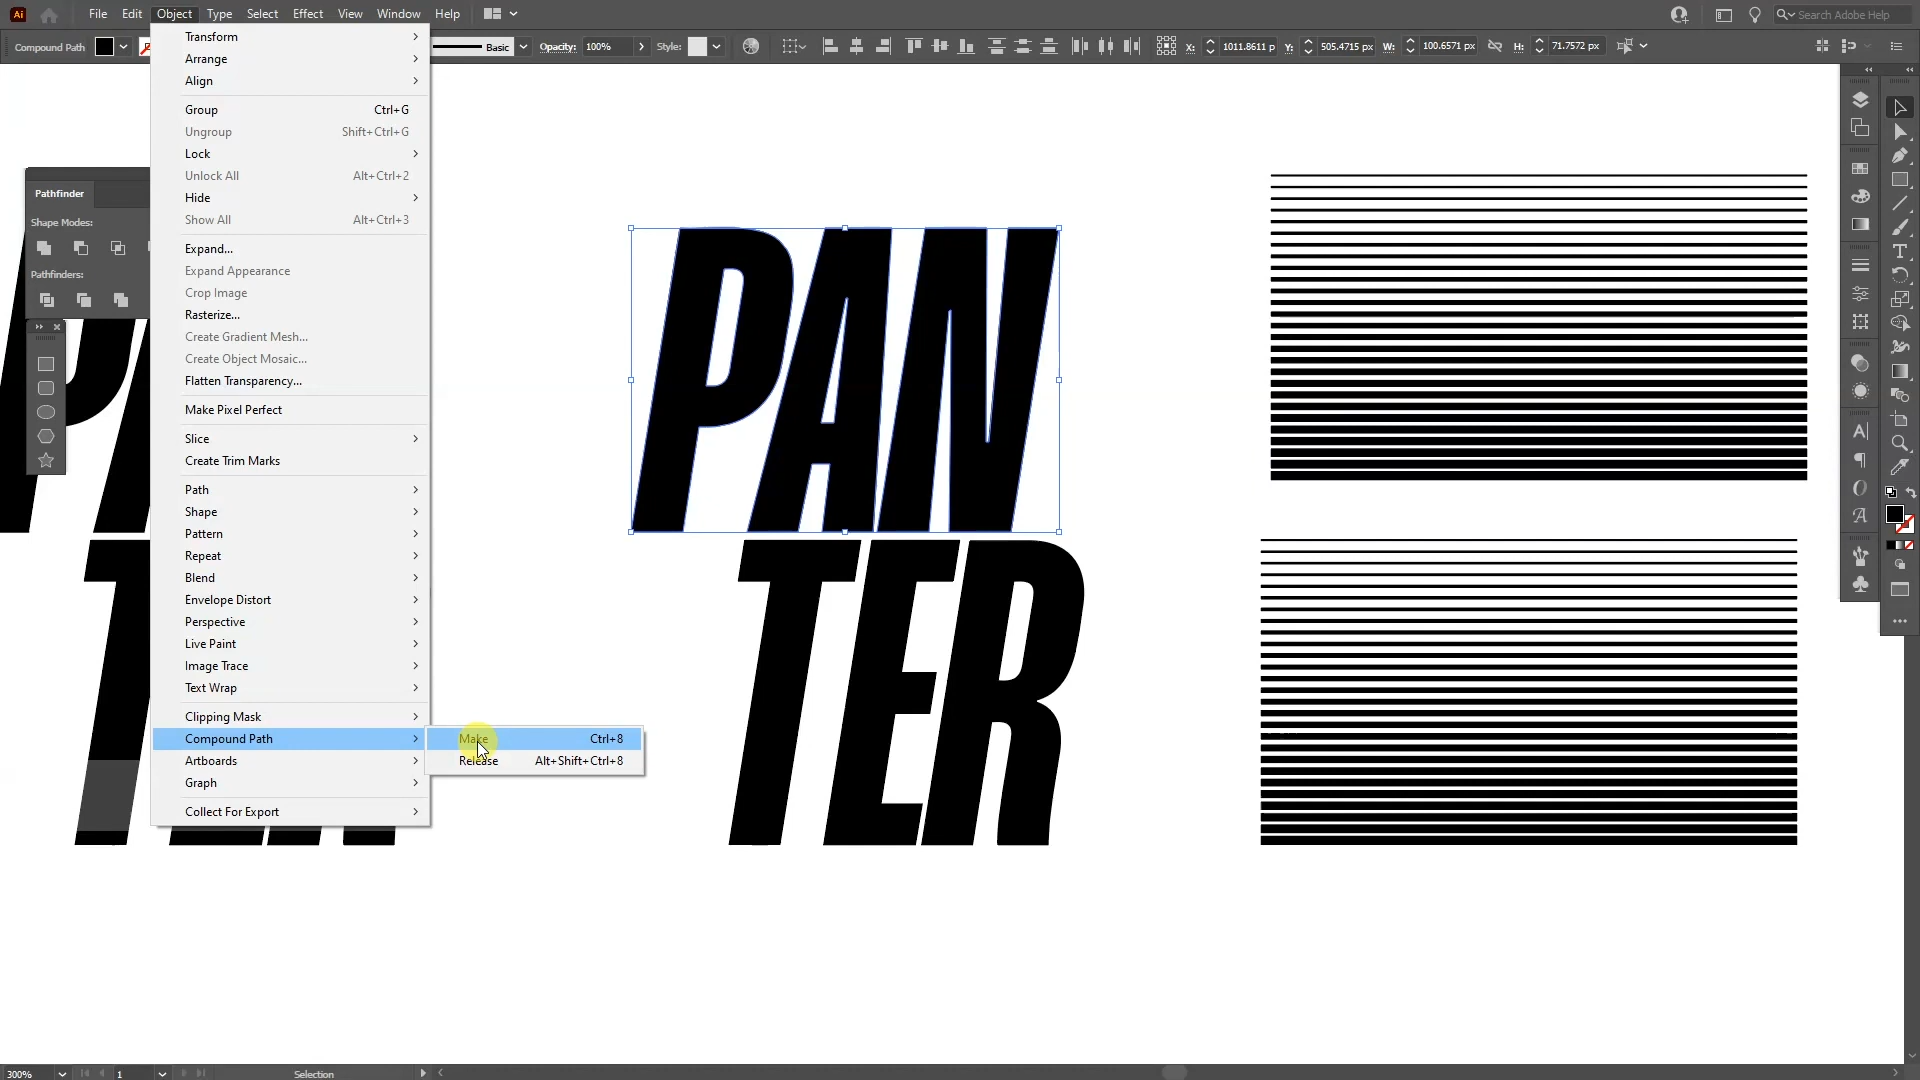 Ai File Edit Object Type Select Effect View Window Help Search Adobe Help
Compound Path Basic Opacity: 100% Style: X: 1011.8611 p Y: 505.4715 px W: 100.6571 px H: 71.7572 px
Transform
Arrange
Align
Group Ctrl+G
Ungroup Shift+Ctrl+G
Lock
Unlock All Alt+Ctrl+2
Hide
Show All Alt+Ctrl+3
Expand...
Expand Appearance
Crop Image
Rasterize...
Create Gradient Mesh...
Create Object Mosaic...
Flatten Transparency...
Make Pixel Perfect
Slice
Create Trim Marks
Path
Shape
Pattern
Repeat
Blend
Envelope Distort
Perspective
Live Paint
Image Trace
Text Wrap
Clipping Mask
Compound Path
Artboards
Graph
Collect For Export
Make Ctrl+8
Release Alt+Shift+Ctrl+8
Pathfinder
Shape Modes:
Pathfinders:
PAN
TER
300% 1 Selection